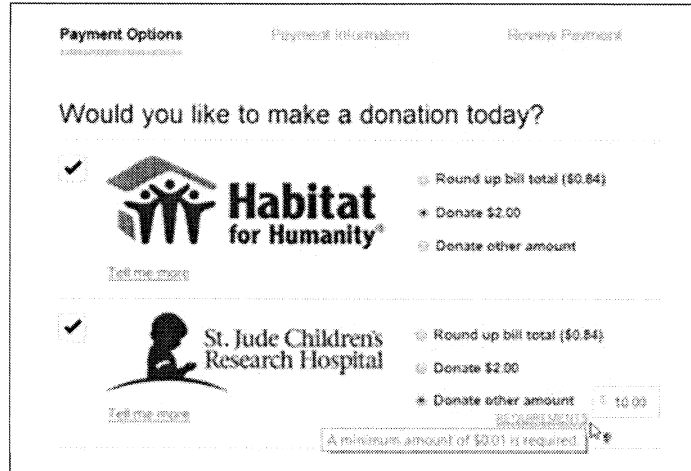 Payment Options Payment Information Review Payment
Would you like to make a donation today?
Habitat
for Humanity®
Round up bill total ($0.84)
Donate $2.00
Donate other amount
Tell me more
St. Jude Children's
Research Hospital
Round up bill total ($0.84)
Donate $2.00
Donate other amount $ 10.00
Tell me more
REQUIREMENTS
A minimum amount of $0.01 is required.